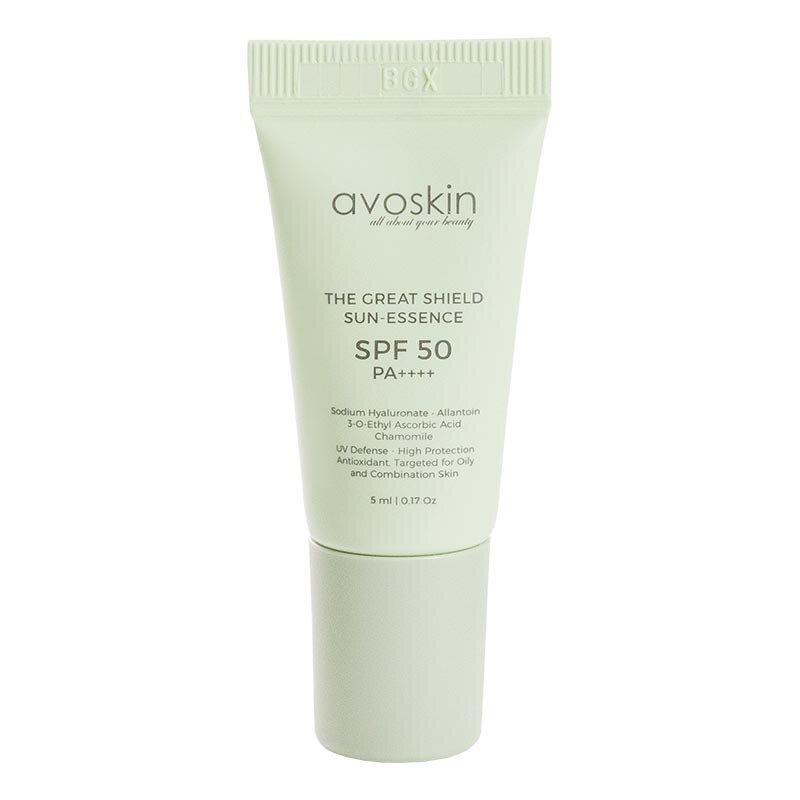 BGX
avoskin
all about your beauty
THE GREAT SHIELD
SUN-ESSENCE
SPF 50
PA++++
Sodium Hyaluronate - Allantoin
3-O-Ethyl Ascorbic Acid
Chamomile
UV Defense - High Protection
Antioxidant, Targeted for Oily
and Combination Skin
5 ml | 0.17 Oz